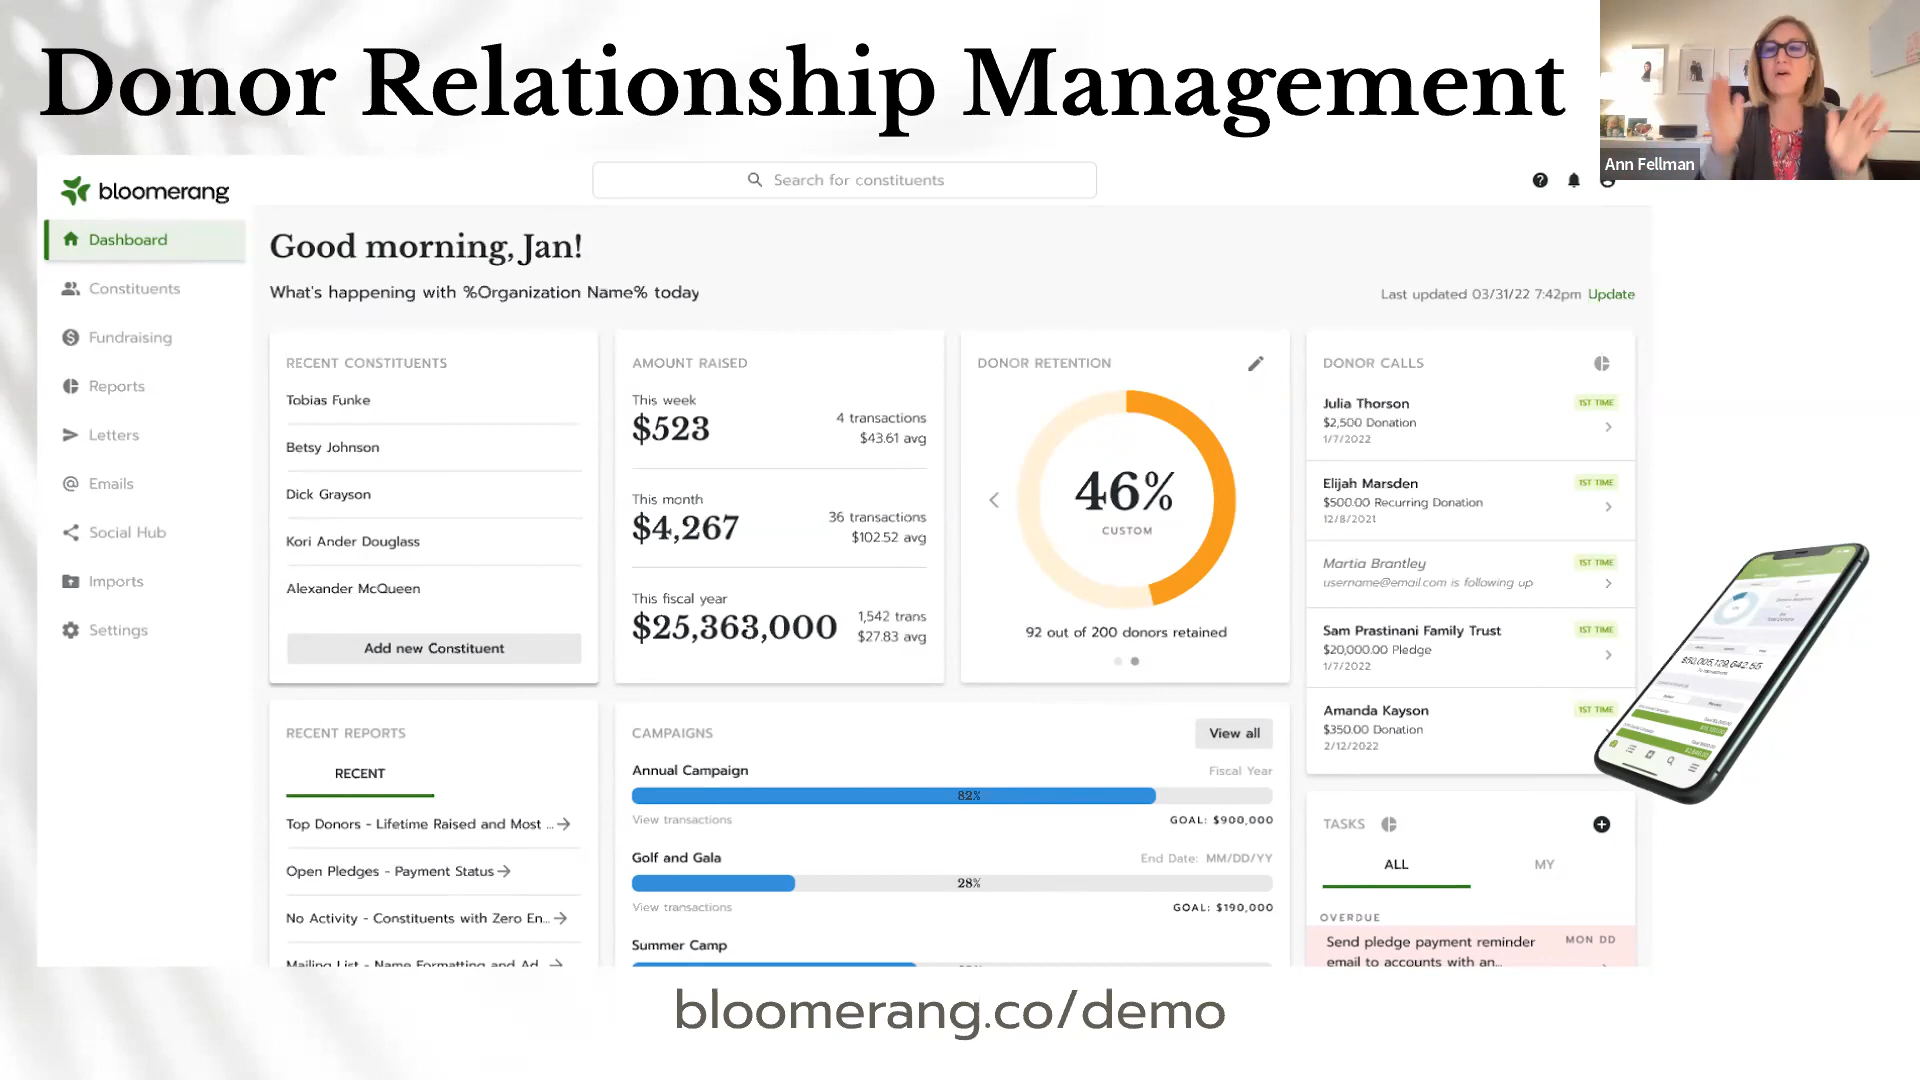 Donor Relationship Management
Ann Fellman
bloomerang
Search for constituents
Dashboard
Constituents
Fundraising
Reports
Letters
Emails
Social Hub
Imports
Settings
Good morning, Jan!
What's happening with %Organization Name% today
Last updated 03/31/22 7:42pm Update
RECENT CONSTITUENTS
Tobias Funke
Betsy Johnson
Dick Grayson
Kori Ander Douglass
Alexander McQueen
Add new Constituent
AMOUNT RAISED
This week
$523
4 transactions
$43.61 avg
This month
$4,267
36 transactions
$102.52 avg
This fiscal year
$25,363,000
1,542 trans
$27.83 avg
DONOR RETENTION
46%
CUSTOM
92 out of 200 donors retained
DONOR CALLS
Julia Thorson
1ST TIME
$2,500 Donation
1/7/2022
Elijah Marsden
1ST TIME
$500.00 Recurring Donation
12/8/2021
Martia Brantley
1ST TIME
username@email.com is following up
Sam Prastinani Family Trust
1ST TIME
$20,000.00 Pledge
1/7/2022
Amanda Kayson
1ST TIME
$350.00 Donation
2/12/2022
RECENT REPORTS
RECENT
Top Donors - Lifetime Raised and Most ...
Open Pledges - Payment Status
No Activity - Constituents with Zero En...
Mailing List - Name Formatting and Ad...
CAMPAIGNS
View all
Annual Campaign
Fiscal Year
82%
View transactions
GOAL: $900,000
Golf and Gala
End Date: MM/DD/YY
28%
View transactions
GOAL: $190,000
Summer Camp
TASKS
ALL
MY
OVERDUE
Send pledge payment reminder
MON DD
email to accounts with an...
$50,005,129,642.55
bloomerang.co/demo